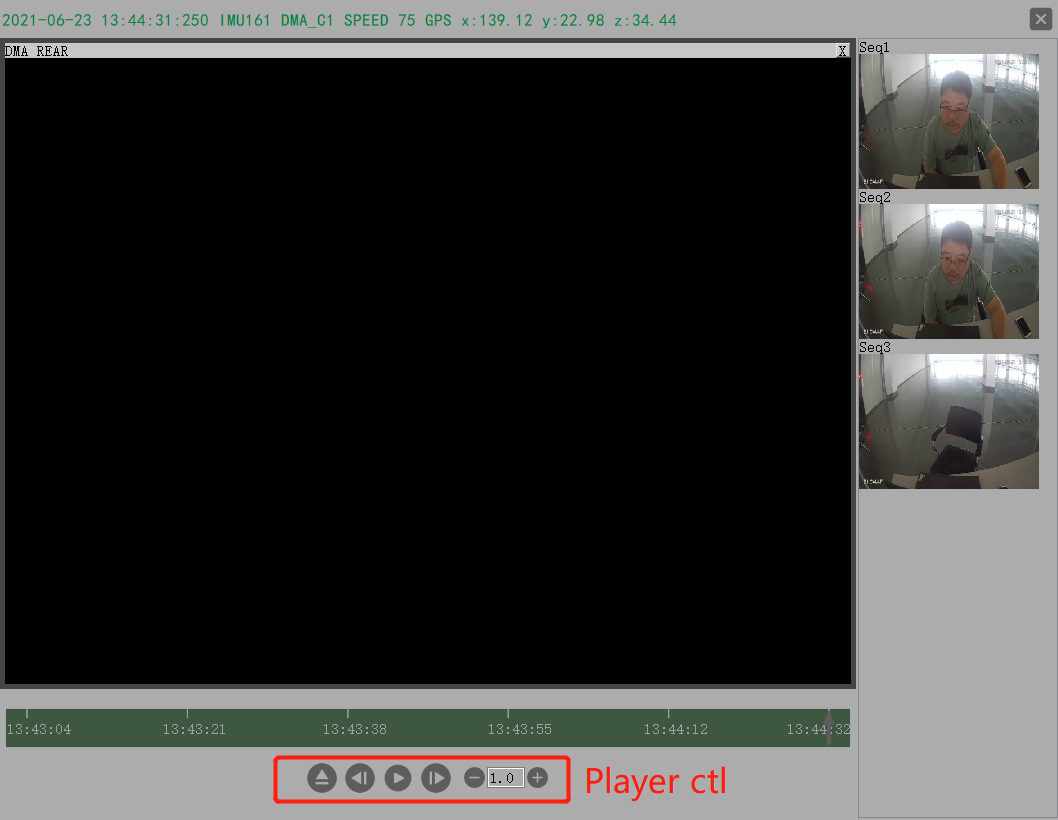 2021-06-23 13:44:31:250 IMU161 DMA_C1 SPEED 75 GPS x:139.12 y:22.98 z:34.44
DMA REAR
X
Seq1
Seq2
Seq3
13:43:04 13:43:21 13:43:38 13:43:55 13:44:12 13:44:32
1.0
Player ctl